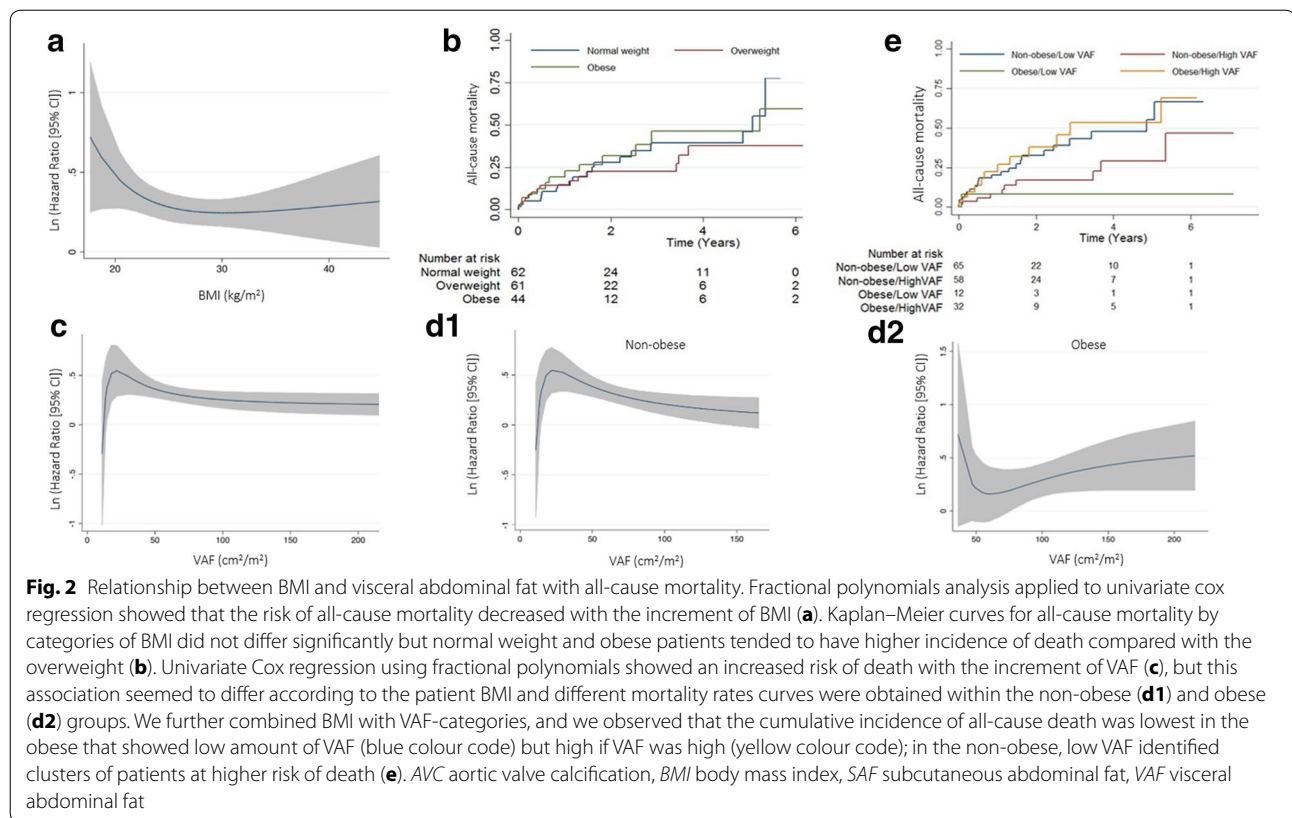 a
Ln (Hazard Ratio [95% CI])
1
.5
0
20
30
40
BMI (kg/m²)
b
Normal weight
Overweight
Obese
All-cause mortality
1.00
0.75
0.50
0.25
0.00
0
2
4
6
Time (Years)
Number at risk
Normal weight 62 24 11 0
Overweight 61 22 6 2
Obese 44 12 6 2
e
Non-obese/Low VAF
Non-obese/High VAF
Obese/Low VAF
Obese/High VAF
All-cause mortality
1.00
0.75
0.50
0.25
0.00
0
2
4
6
Time (Years)
Number at risk
Non-obese/Low VAF 65 22 10 1
Non-obese/HighVAF 58 24 7 1
Obese/Low VAF 12 3 1 1
Obese/HighVAF 32 9 5 1
c
Ln (Hazard Ratio [95% CI])
.5
0
-.5
-1
0
50
100
150
200
VAF (cm²/m²)
d1
Non-obese
Ln (Hazard Ratio [95% CI])
.5
0
-.5
-1
0
50
100
150
VAF (cm²/m²)
d2
Obese
Ln (Hazard Ratio [95% CI])
1.5
1
.5
0
50
100
150
200
VAF (cm²/m²)
Fig. 2 Relationship between BMI and visceral abdominal fat with all-cause mortality. Fractional polynomials analysis applied to univariate cox
regression showed that the risk of all-cause mortality decreased with the increment of BMI (a). Kaplan–Meier curves for all-cause mortality by
categories of BMI did not differ significantly but normal weight and obese patients tended to have higher incidence of death compared with the
overweight (b). Univariate Cox regression using fractional polynomials showed an increased risk of death with the increment of VAF (c), but this
association seemed to differ according to the patient BMI and different mortality rates curves were obtained within the non-obese (d1) and obese
(d2) groups. We further combined BMI with VAF-categories, and we observed that the cumulative incidence of all-cause death was lowest in the
obese that showed low amount of VAF (blue colour code) but high if VAF was high (yellow colour code); in the non-obese, low VAF identified
clusters of patients at higher risk of death (e). AVC aortic valve calcification, BMI body mass index, SAF subcutaneous abdominal fat, VAF visceral
abdominal fat